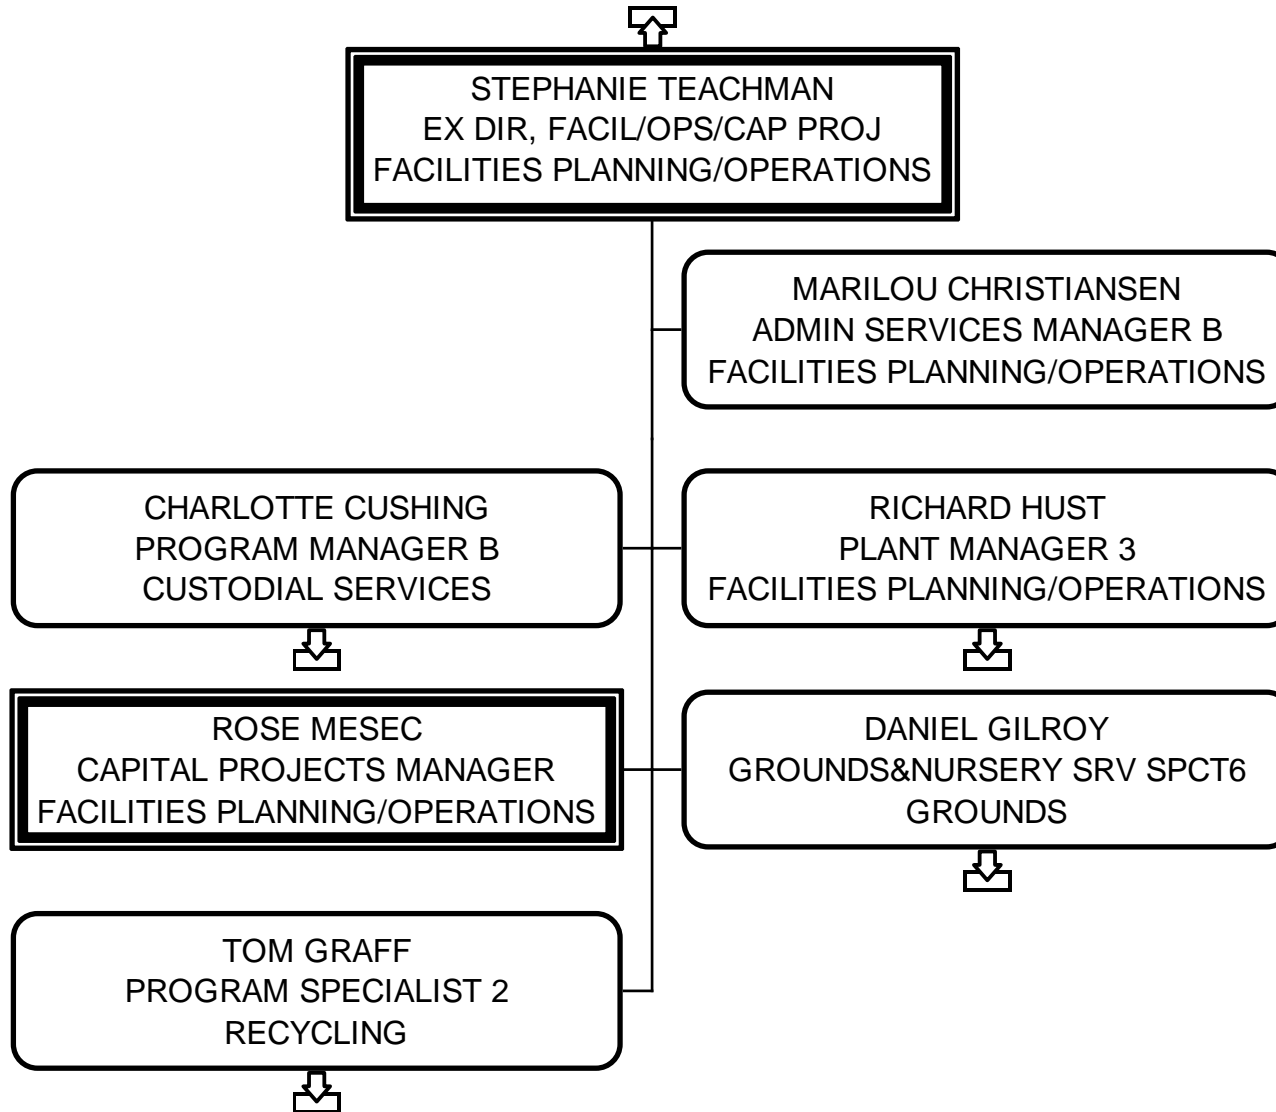 STEPHANIE TEACHMAN
EX DIR, FACIL/OPS/CAP PROJ
FACILITIES PLANNING/OPERATIONS
MARILOU CHRISTIANSEN
ADMIN SERVICES MANAGER B
FACILITIES PLANNING/OPERATIONS
CHARLOTTE CUSHING
PROGRAM MANAGER B
CUSTODIAL SERVICES
RICHARD HUST
PLANT MANAGER 3
FACILITIES PLANNING/OPERATIONS
ROSE MESEC
CAPITAL PROJECTS MANAGER
FACILITIES PLANNING/OPERATIONS
DANIEL GILROY
GROUNDS&NURSERY SRV SPCT6
GROUNDS
TOM GRAFF
PROGRAM SPECIALIST 2
RECYCLING